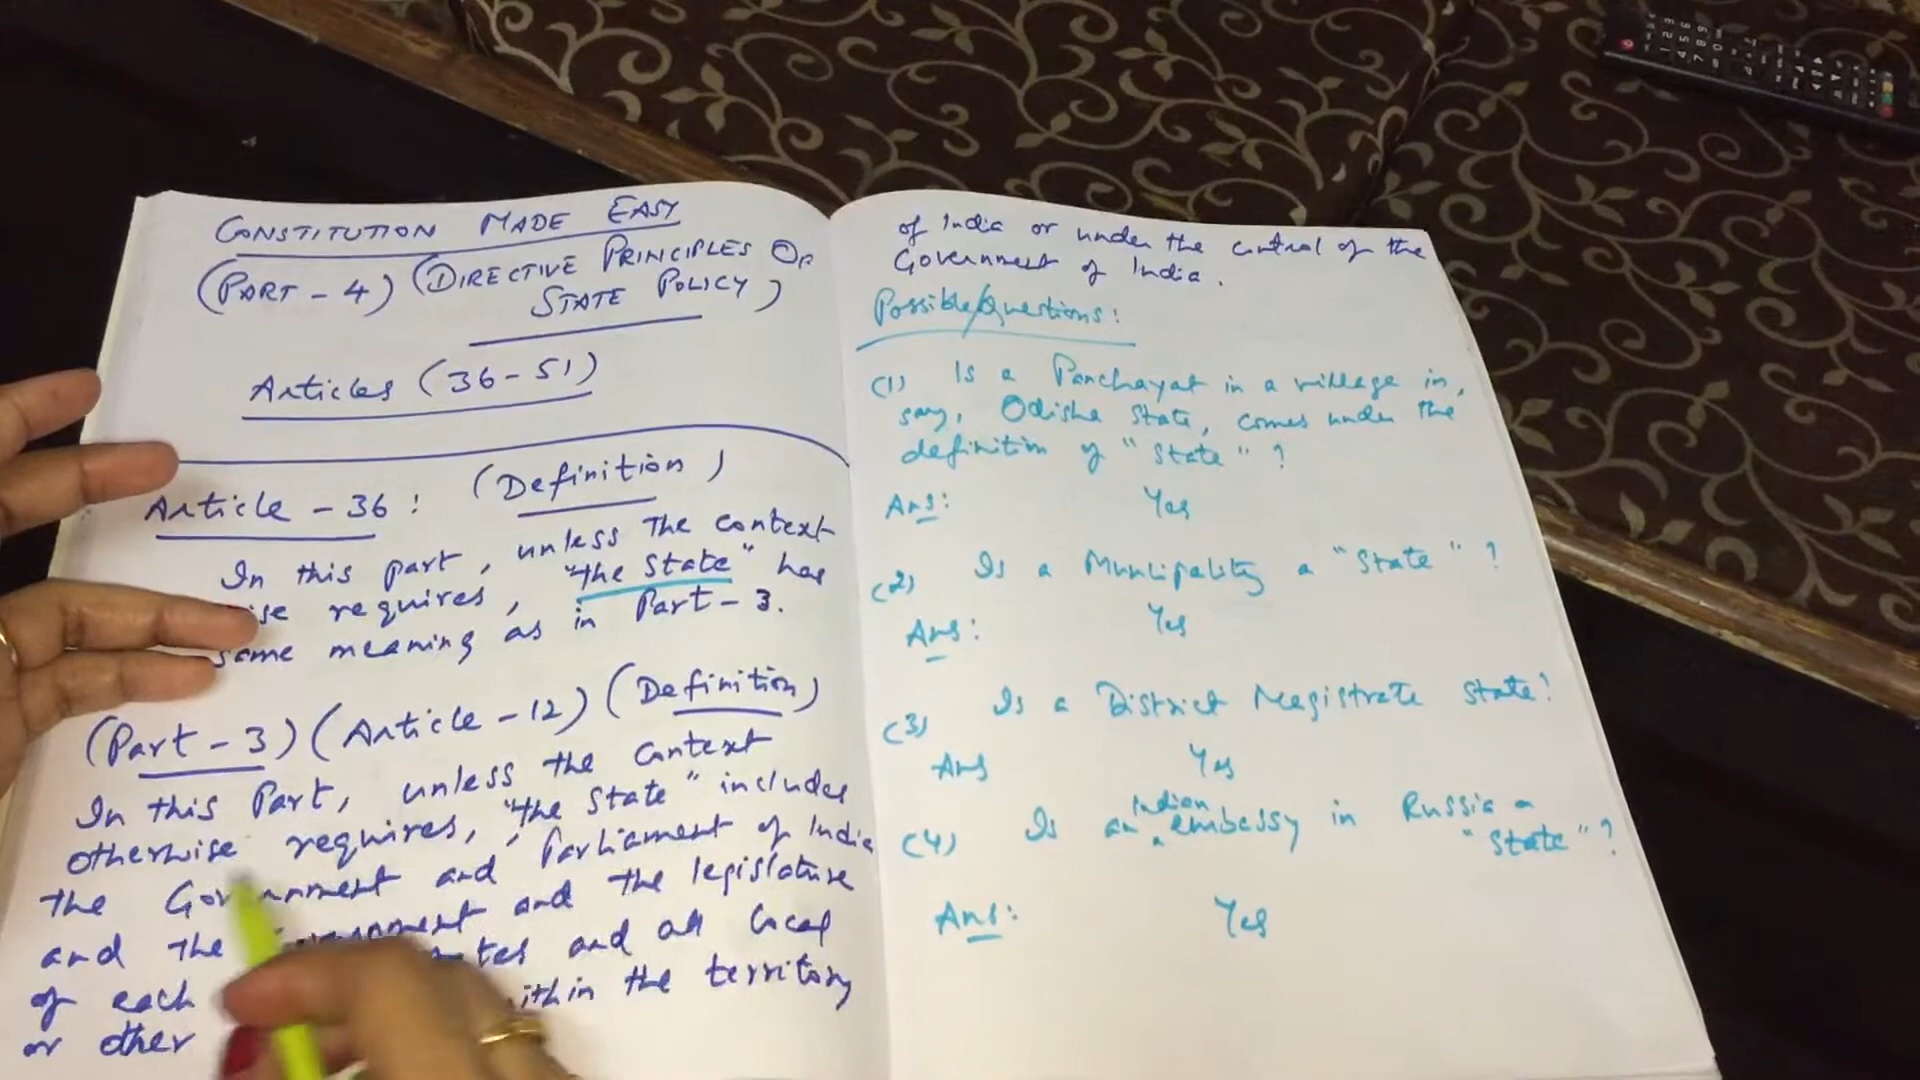 CONSTITUTION MADE EASY
(PART - 4) (DIRECTIVE PRINCIPLES OF
STATE POLICY)
Articles (36-51)
Article - 36: (Definition)
In this part, unless the context
ise requires, "the State" has
same meaning as in Part - 3.
(Part - 3) (Article - 12) (Definition)
In this Part, unless the context
otherwise requires, "the State" includes
the Government and Parliament of India
and the and the legislature
of each and all local
or other within the territory
of India or under the control of the
Government of India.
Possible/Questions:
(1) Is a Panchayat in a village in,
say, Odisha State, comes under the
definition of "State"?
Ans: Yes
(2) Is a Municipality a "State"?
Ans: Yes
(3) Is a District Magistrate State?
Ans Yes
(4) Is an Indian embassy in Russia a
"State"?
Ans: Yes